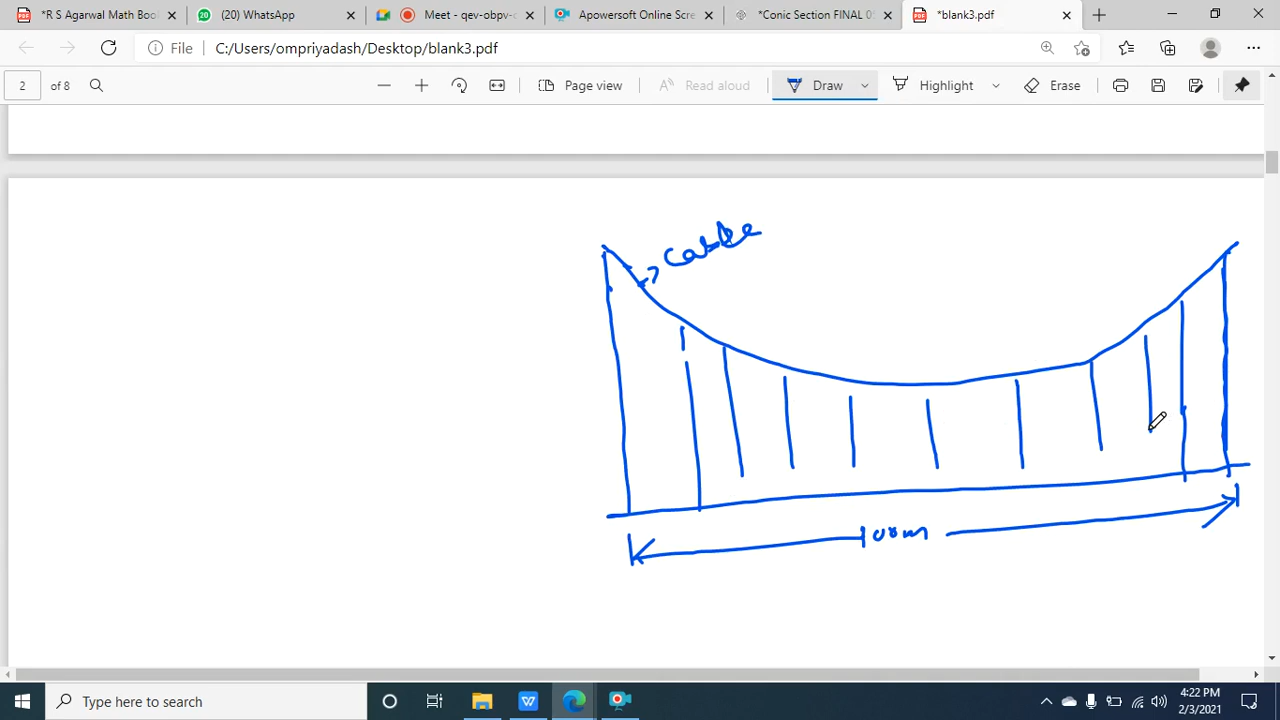 *R S Agarwal Math Boo
(20) WhatsApp
Meet - qev-obpv-c
Apowersoft Online Scre
*Conic Section FINAL 0
*blank3.pdf
File
C:/Users/ompriyadash/Desktop/blank3.pdf
2 of 8
Page view
Read aloud
Draw
Highlight
Erase
cable
100m
Type here to search
4:22 PM
2/3/2021